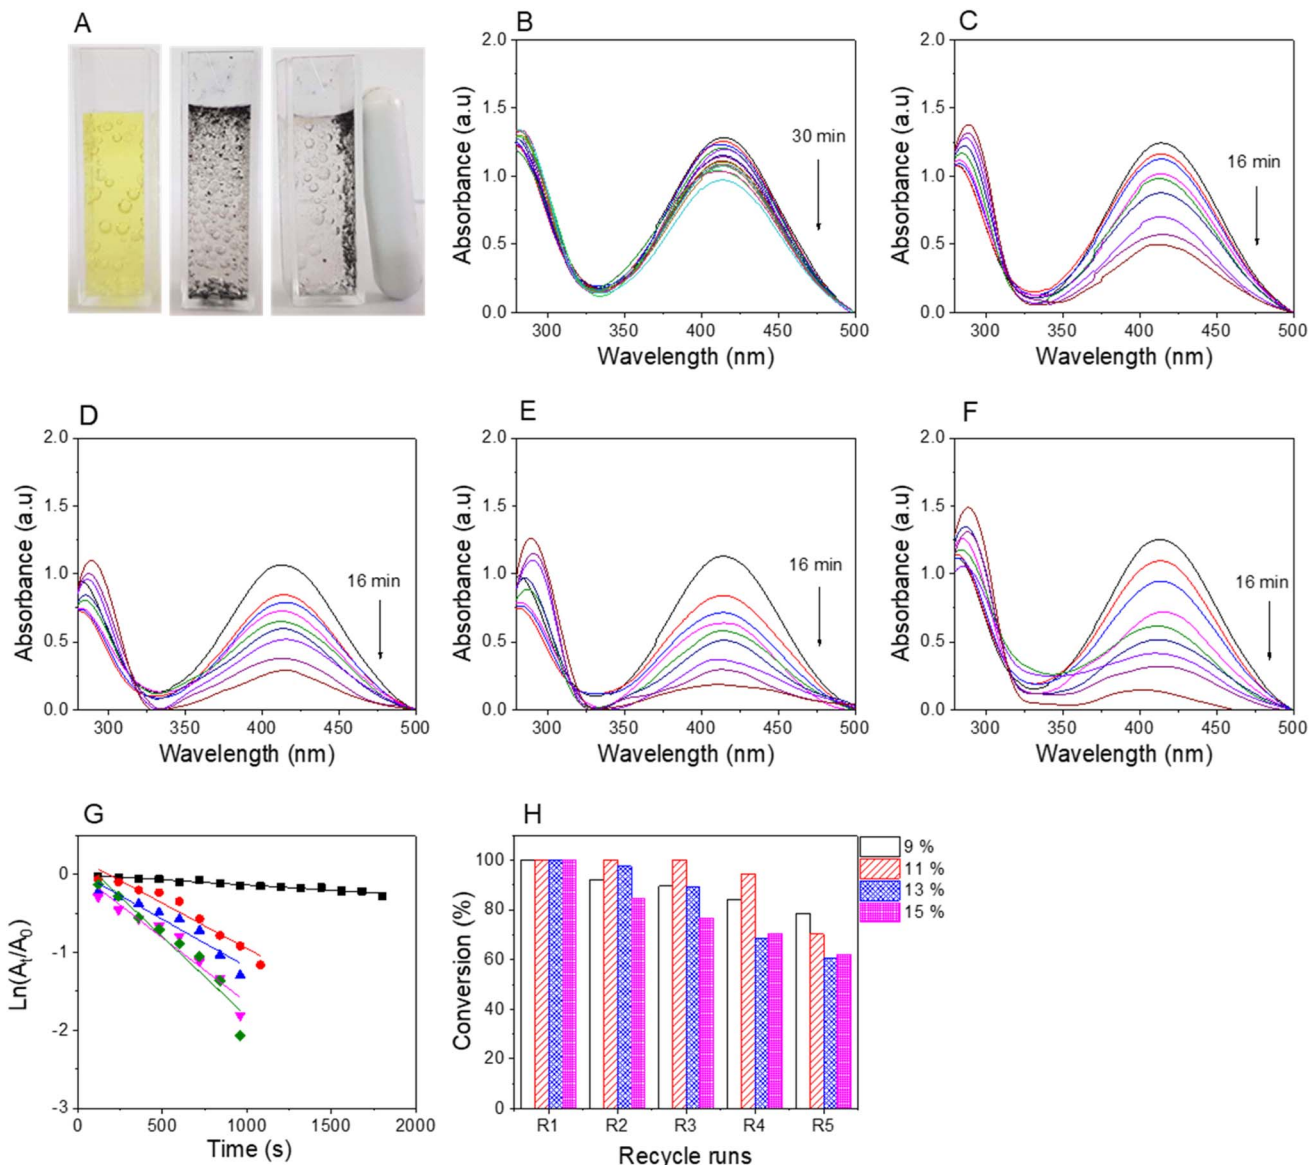 A
B
2.0
1.5
1.0
0.5
0.0
Absorbance (a.u)
30 min
300 350 400 450 500
Wavelength (nm)
C
2.0
1.5
1.0
0.5
0.0
Absorbance (a.u)
16 min
300 350 400 450 500
Wavelength (nm)
D
2.0
1.5
1.0
0.5
0.0
Absorbance (a.u)
16 min
300 350 400 450 500
Wavelength (nm)
E
2.0
1.5
1.0
0.5
0.0
Absorbance (a.u)
16 min
300 350 400 450 500
Wavelength (nm)
F
2.0
1.5
1.0
0.5
0.0
Absorbance (a.u)
16 min
300 350 400 450 500
Wavelength (nm)
G
0
-1
-2
-3
Ln(At/A0)
0 500 1000 1500 2000
Time (s)
H
100
80
60
40
20
0
Conversion (%)
R1 R2 R3 R4 R5
Recycle runs
9 %
11 %
13 %
15 %